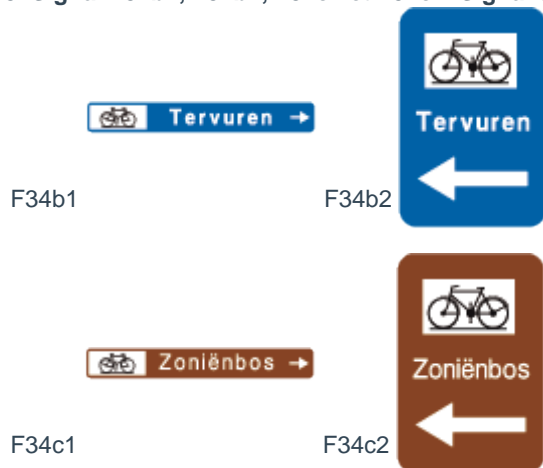 Tervuren →
Tervuren
F34b1
F34b2
Zoniënbos →
Zoniënbos
F34c1
F34c2